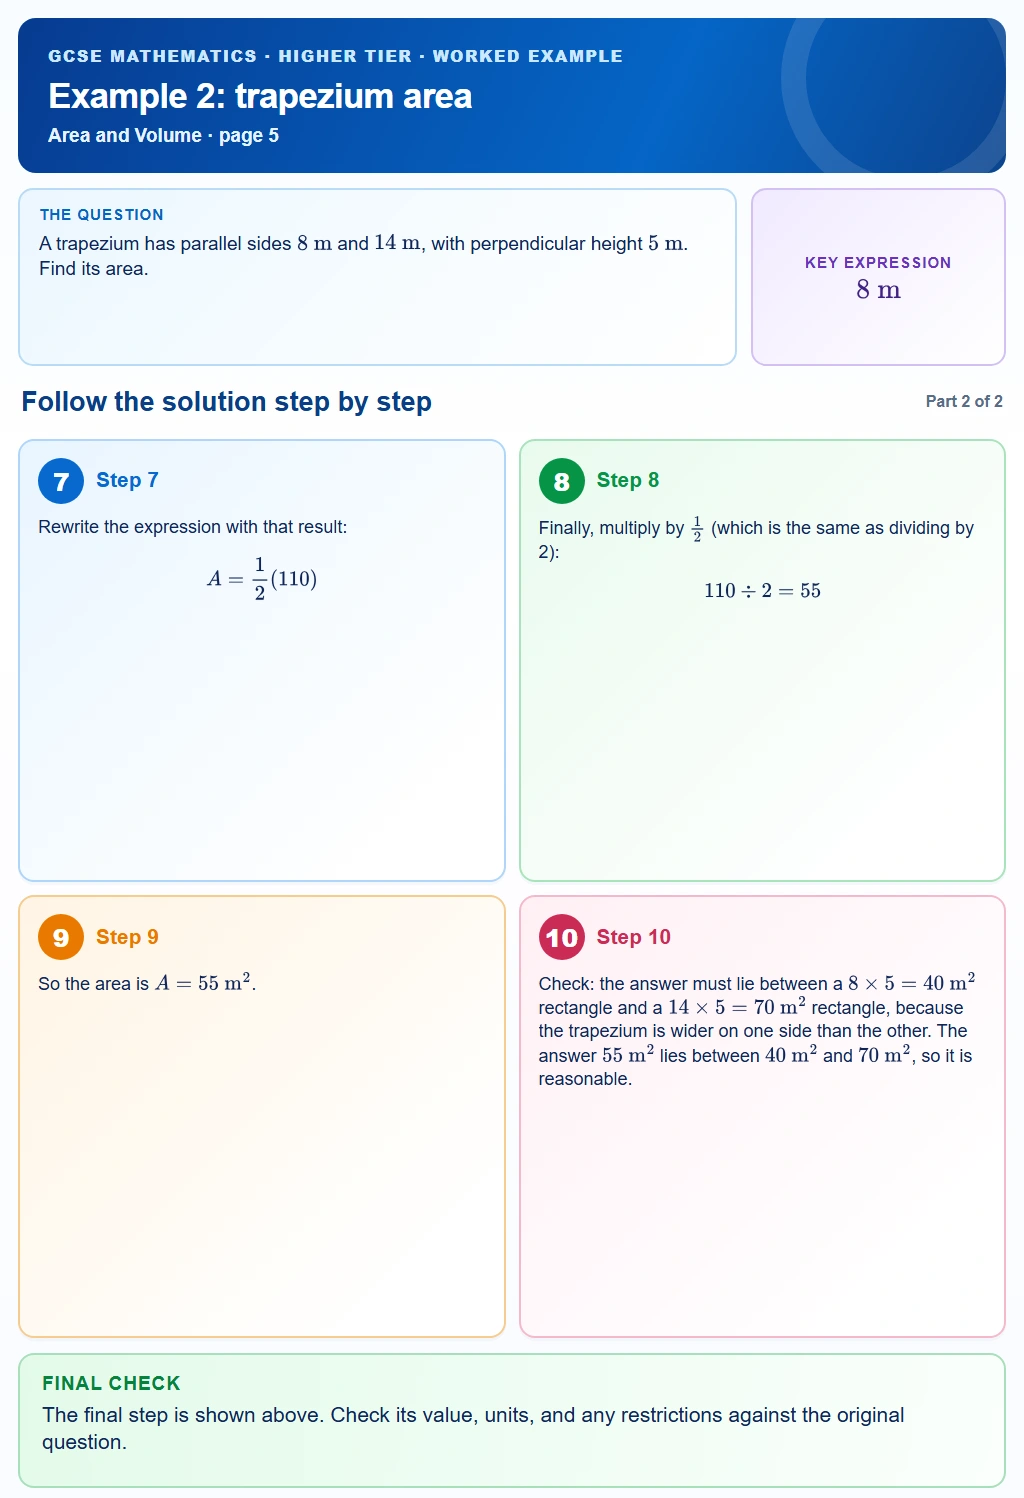 GCSE MATHEMATICS · HIGHER TIER · WORKED EXAMPLE
Example 2: trapezium area
Area and Volume · page 5
THE QUESTION
A trapezium has parallel sides 8 m and 14 m, with perpendicular height 5 m.
Find its area.
KEY EXPRESSION
8 m
Follow the solution step by step
Part 2 of 2
7 Step 7
Rewrite the expression with that result:
A = 1/2 (110)
8 Step 8
Finally, multiply by 1/2 (which is the same as dividing by
2):
110 ÷ 2 = 55
9 Step 9
So the area is A = 55 m².
10 Step 10
Check: the answer must lie between a 8 × 5 = 40 m²
rectangle and a 14 × 5 = 70 m² rectangle, because
the trapezium is wider on one side than the other. The
answer 55 m² lies between 40 m² and 70 m², so it is
reasonable.
FINAL CHECK
The final step is shown above. Check its value, units, and any restrictions against the original
question.